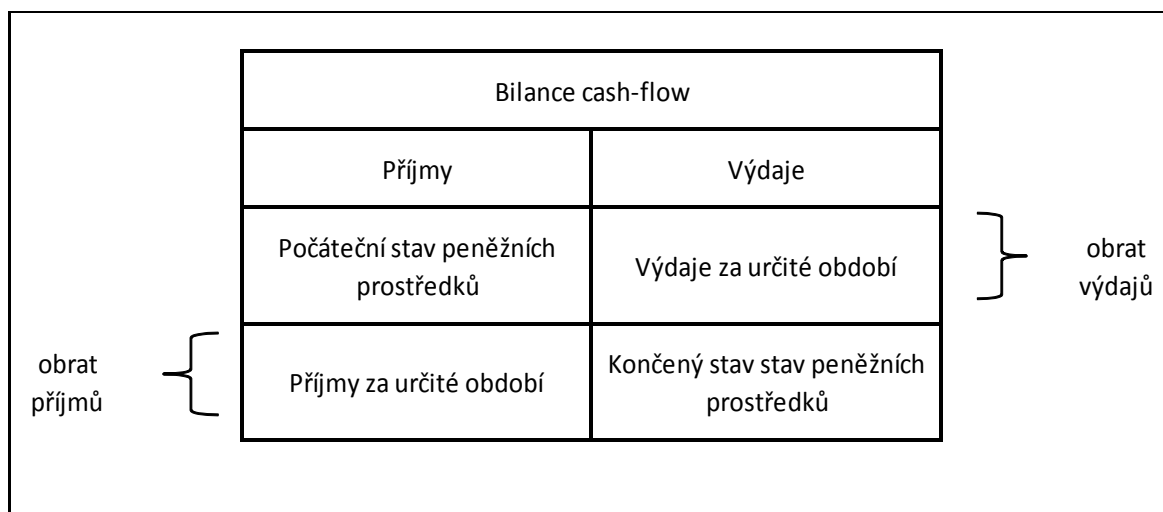 Bilance cash-flow
Příjmy
Výdaje
Počáteční stav peněžních
prostředků
Výdaje za určité období
obrat
výdajů
obrat
příjmů
Příjmy za určité období
Končený stav stav peněžních
prostředků